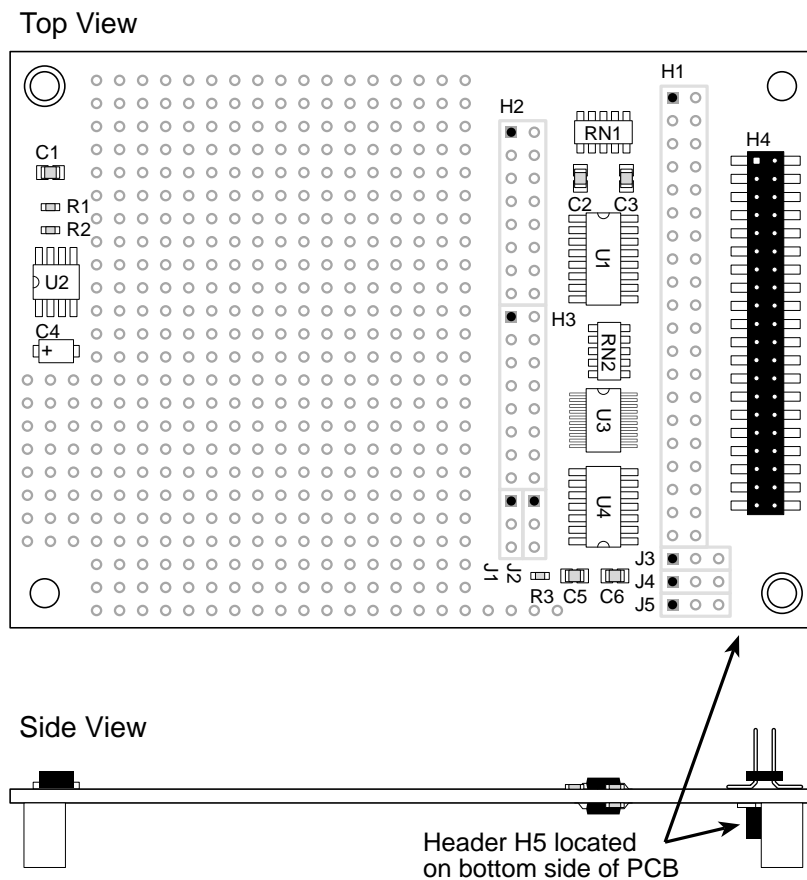 Top View
H1
H2
RN1
H4
C1
C2
C3
R1
R2
U1
U2
H3
C4
+
RN2
U3
U4
J1
J2
J3
J4
J5
R3
C5
C6
Side View
Header H5 located
on bottom side of PCB